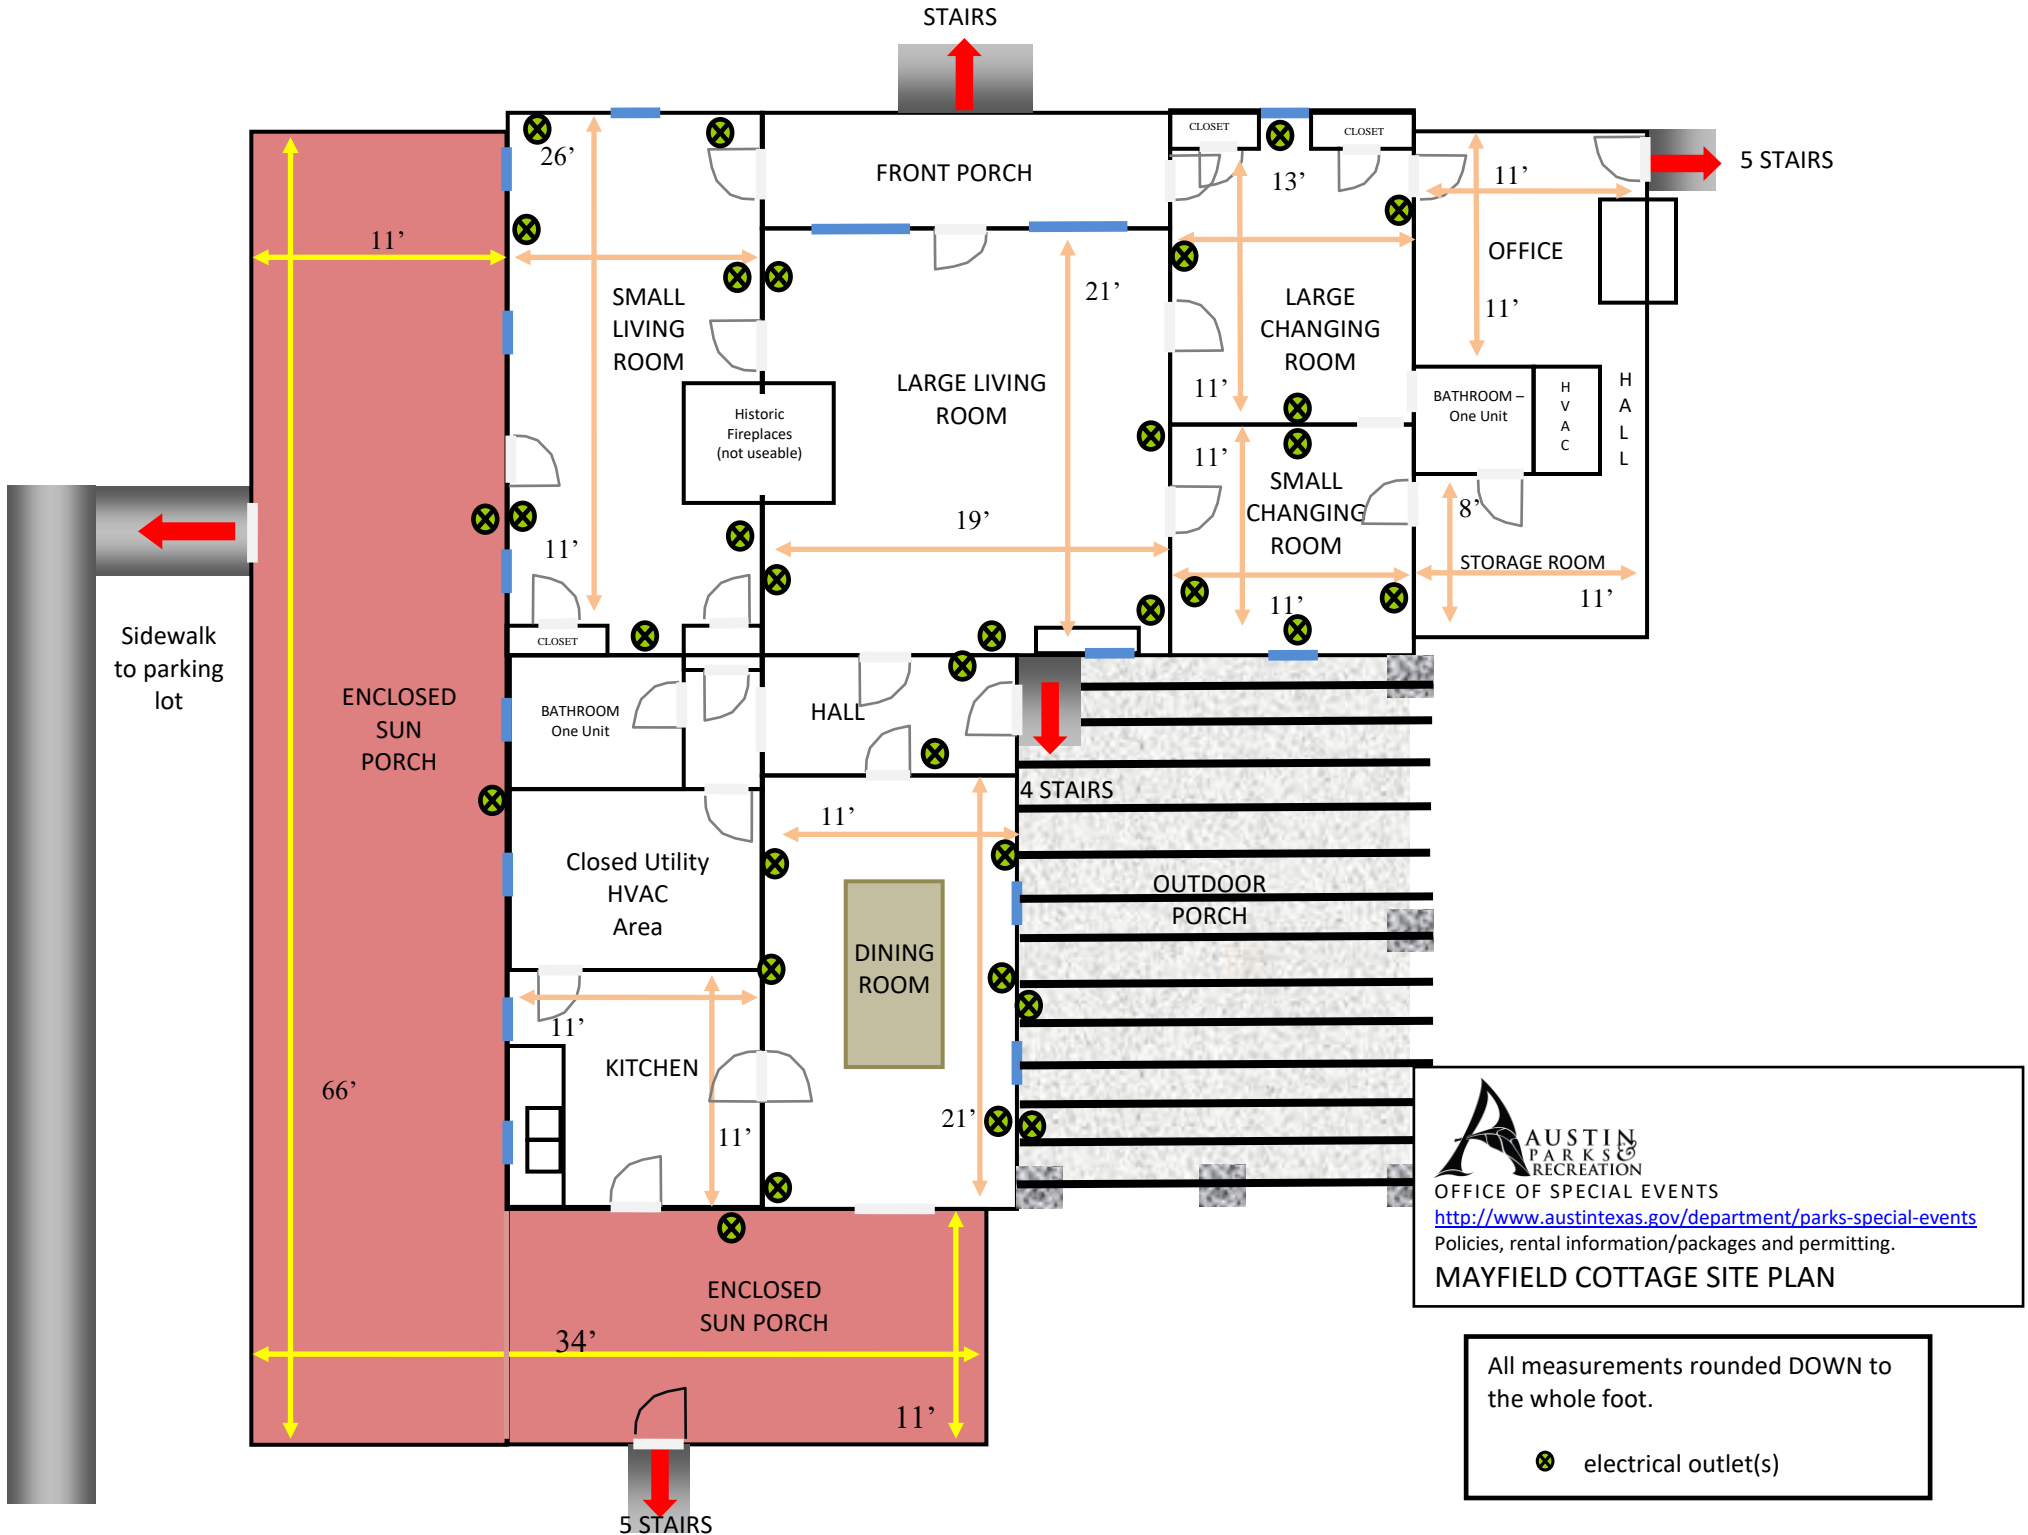 STAIRS
CLOSET
CLOSET
26’
FRONT PORCH
13’
11’
5 STAIRS
11’
OFFICE
SMALL
LIVING
ROOM
21’
LARGE
CHANGING
ROOM
11’
LARGE LIVING
ROOM
11’
BATHROOM –
One Unit
H
V
A
C
H
A
L
L
Historic
Fireplaces
(not useable)
11’
SMALL
CHANGING
ROOM
8’
19’
11’
STORAGE ROOM
11’
11’
CLOSET
Sidewalk
to parking
lot
ENCLOSED
SUN
PORCH
BATHROOM
One Unit
HALL
4 STAIRS
11’
Closed Utility
HVAC
Area
OUTDOOR
PORCH
DINING
ROOM
11’
KITCHEN
66’
11’
21’
AUSTIN
PARKS &
RECREATION
OFFICE OF SPECIAL EVENTS
http://www.austintexas.gov/department/parks-special-events
Policies, rental information/packages and permitting.
MAYFIELD COTTAGE SITE PLAN
ENCLOSED
SUN PORCH
34’
11’
All measurements rounded DOWN to
the whole foot.
electrical outlet(s)
5 STAIRS